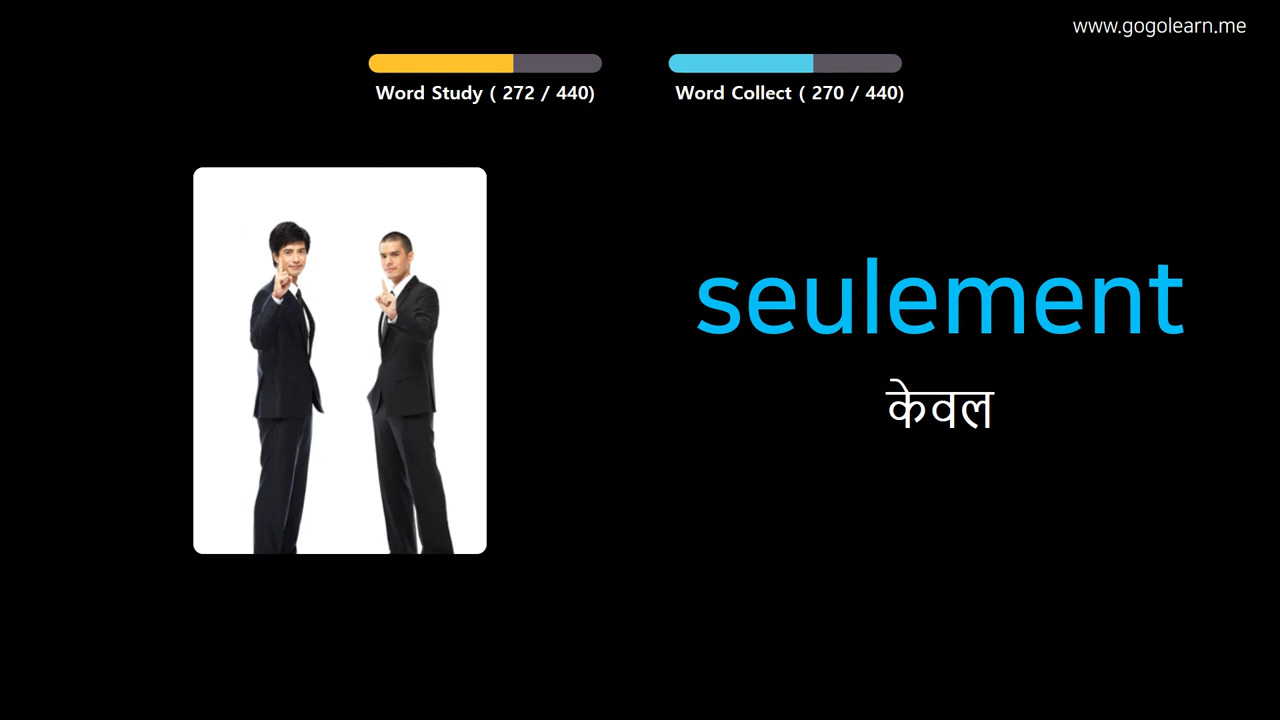 www.gogolearn.me
Word Study ( 272 / 440)
Word Collect ( 270 / 440)
seulement
केवल